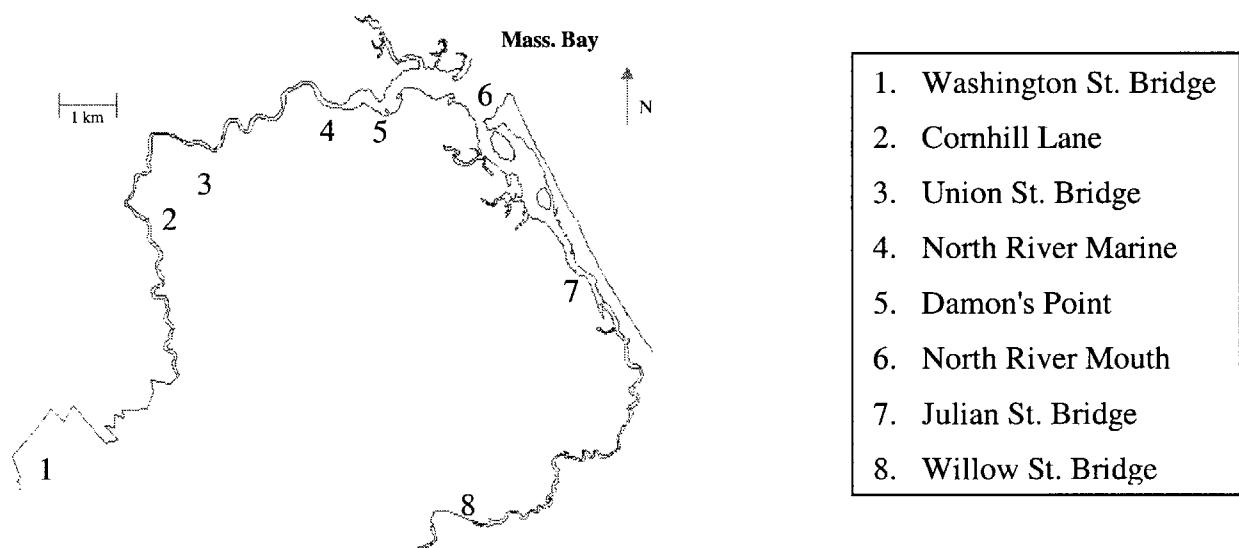 Mass. Bay
N
1 km
6
4
5
3
2
7
1
8
1. Washington St. Bridge
2. Cornhill Lane
3. Union St. Bridge
4. North River Marine
5. Damon's Point
6. North River Mouth
7. Julian St. Bridge
8. Willow St. Bridge